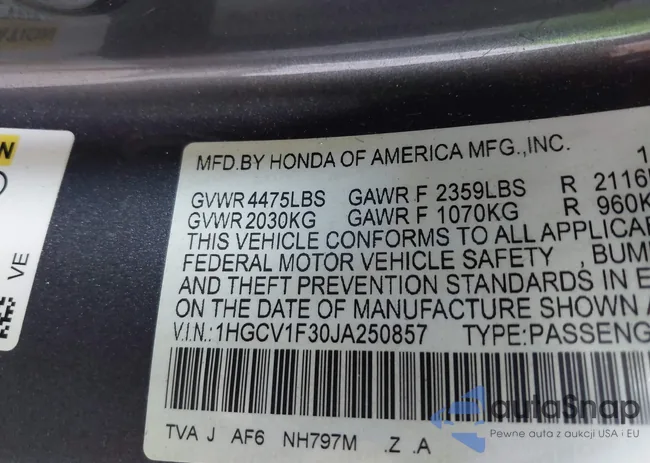 MFD.BY HONDA OF AMERICA MFG.,INC.
GVWR 4475LBS GAWR F 2359LBS R 2116
GVWR 2030KG GAWR F 1070KG R 960K
THIS VEHICLE CONFORMS TO ALL APPLICA
FEDERAL MOTOR VEHICLE SAFETY , BUM
AND THEFT PREVENTION STANDARDS IN E
ON THE DATE OF MANUFACTURE SHOWN
V.I.N.:1HGCV1F30JA250857 TYPE:PASSENG
TVA J AF6 NH797M .Z .A
VE
autoSnap
Pewne auta z aukcji USA i EU